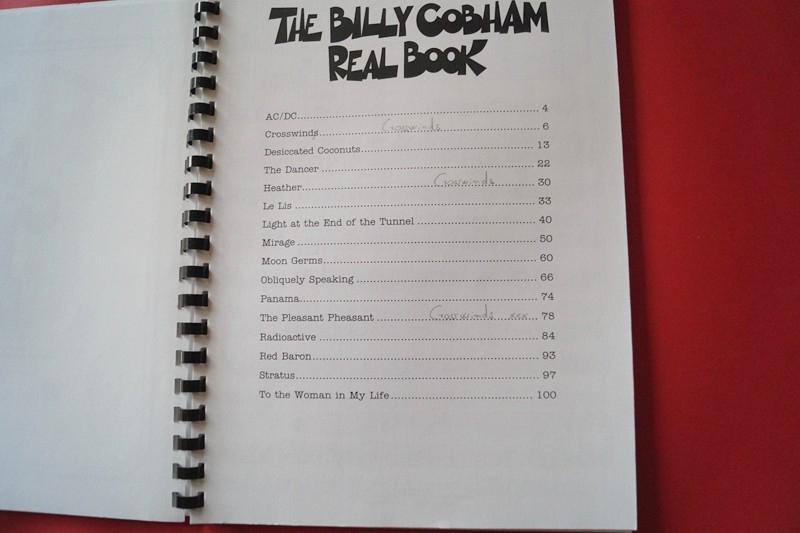 THE BILLY COBHAM
REAL BOOK
AC/DC........ 4
Crosswinds........ Crosswinds ........ 6
Desiccated Coconuts........ 13
The Dancer ........ 22
Heather........ Crosswinds ........ 30
Le Lis ........ 33
Light at the End of the Tunnel ........ 40
Mirage ........ 50
Moon Germs........ 60
Obliquely Speaking ........ 66
Panama........ 74
The Pleasant Pheasant ........ Crosswinds xxx ... 78
Radioactive ........ 84
Red Baron........ 93
Stratus........ 97
To the Woman in My Life........ 100